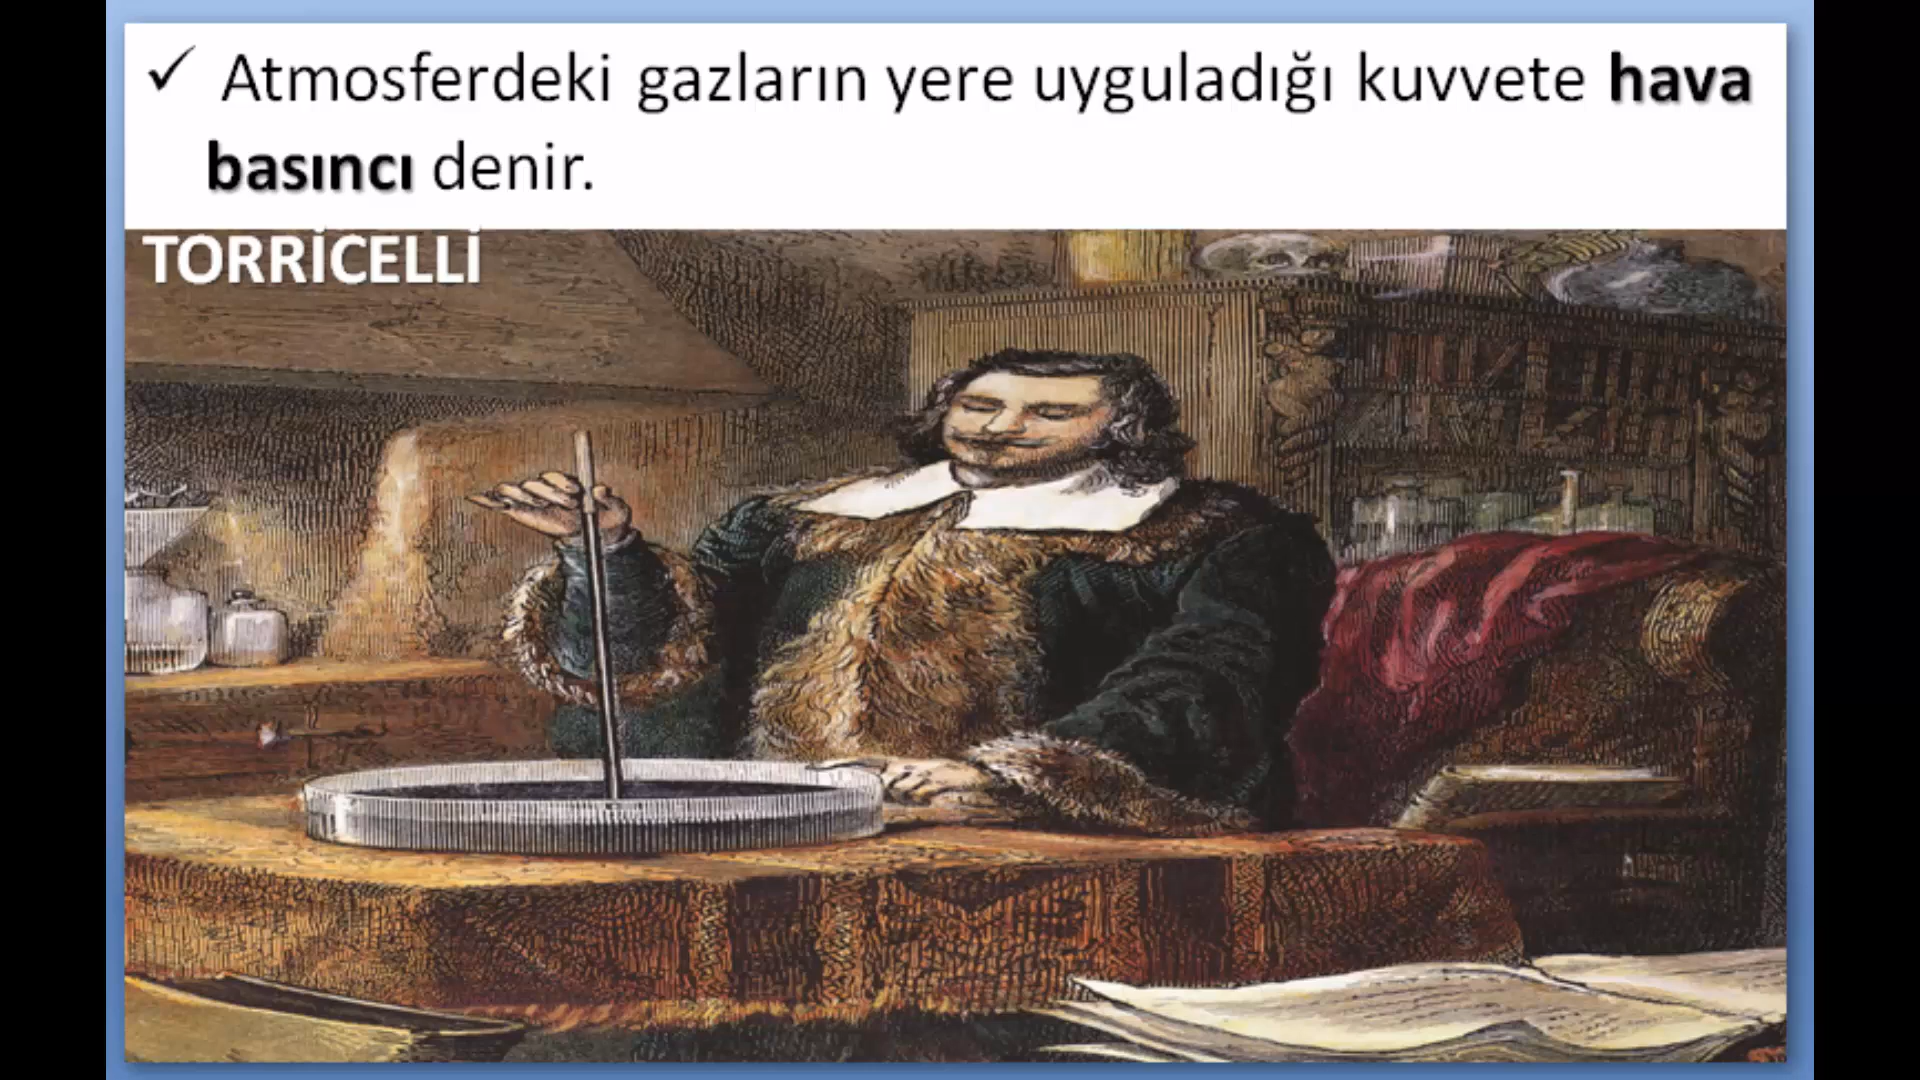 ✓ Atmosferdeki gazların yere uyguladığı kuvvete hava
basıncı denir.
TORRİCELLİ